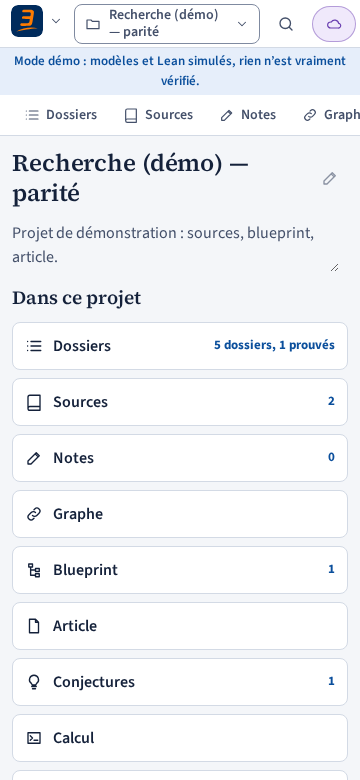 Recherche (démo)
— parité
Mode démo : modèles et Lean simulés, rien n’est vraiment
vérifié.
Dossiers
Sources
Notes
Graph
Recherche (démo) —
parité
Projet de démonstration : sources, blueprint,
article.
Dans ce projet
Dossiers
5 dossiers, 1 prouvés
Sources
2
Notes
0
Graphe
Blueprint
1
Article
Conjectures
1
Calcul